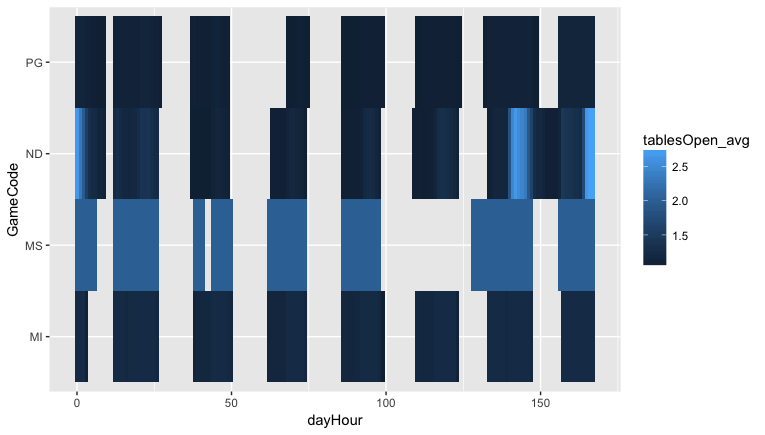 PG
ND
MS
MI
GameCode
0
50
100
150
dayHour
tablesOpen_avg
2.5
2.0
1.5